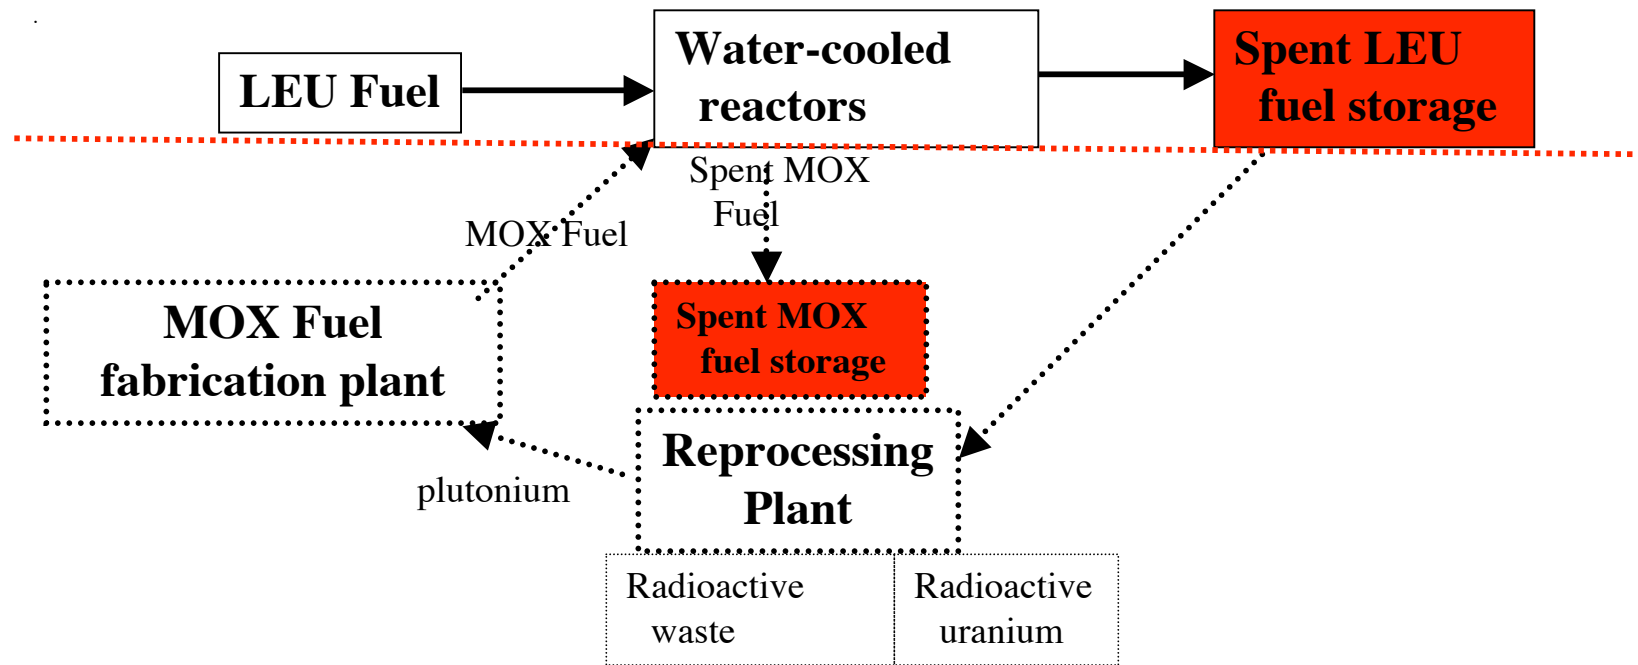 LEU Fuel
Water-cooled
reactors
Spent LEU
fuel storage
Spent MOX
Fuel
MOX Fuel
MOX Fuel
fabrication plant
Spent MOX
fuel storage
Reprocessing
Plant
plutonium
Radioactive
waste
Radioactive
uranium